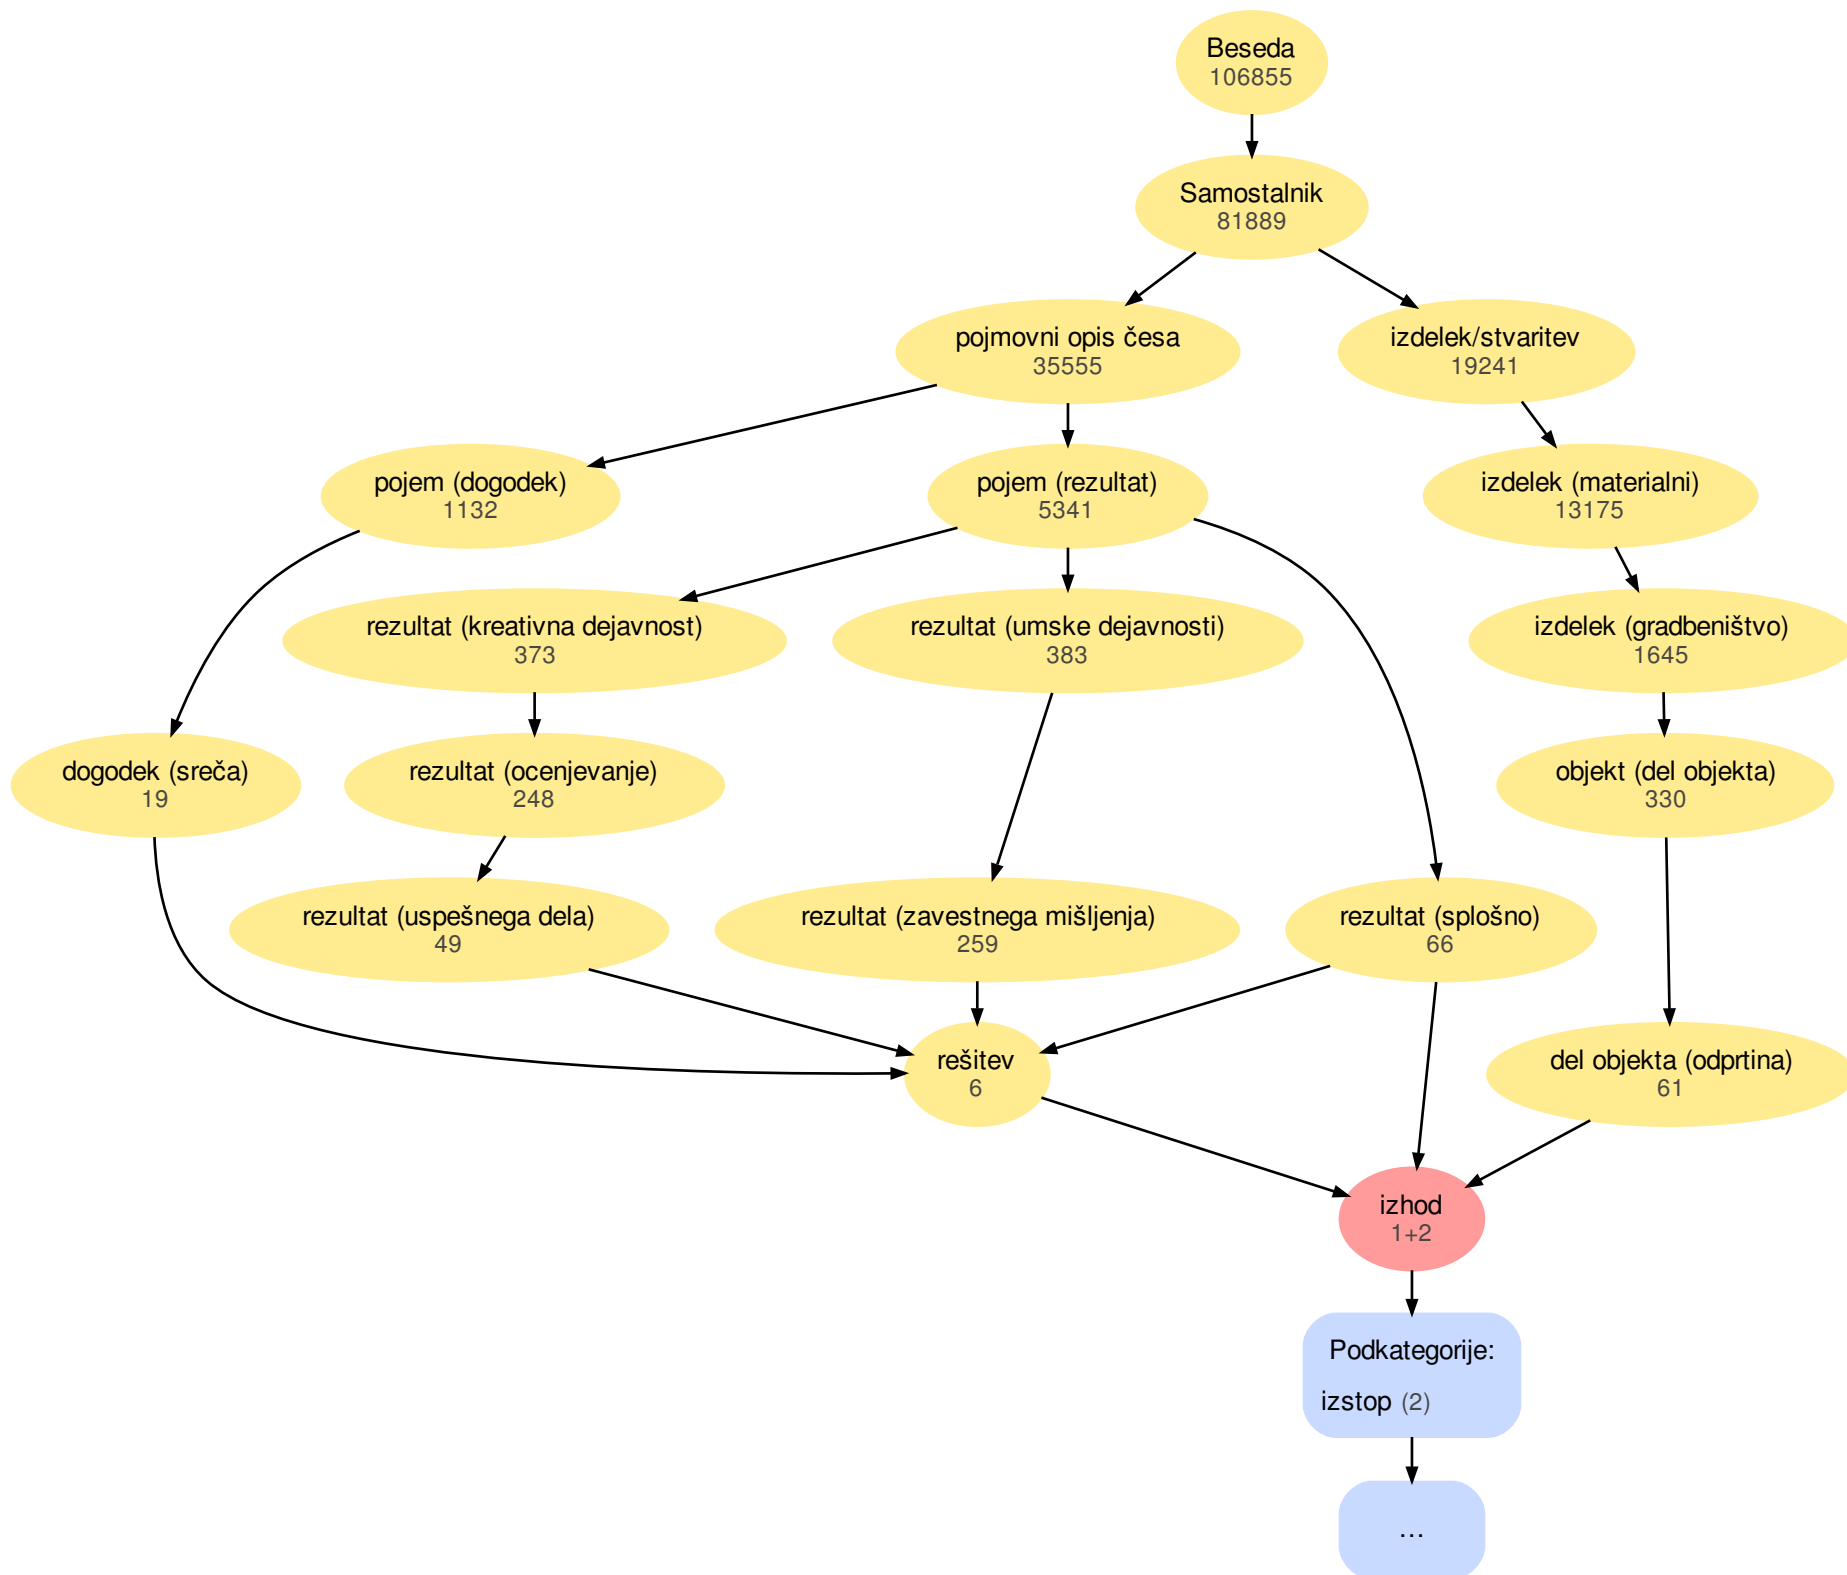 Beseda
106855
Samostalnik
81889
pojmovni opis česa
35555
izdelek/stvaritev
19241
pojem (dogodek)
1132
pojem (rezultat)
5341
izdelek (materialni)
13175
rezultat (kreativna dejavnost)
373
rezultat (umske dejavnosti)
383
izdelek (gradbeništvo)
1645
dogodek (sreča)
19
rezultat (ocenjevanje)
248
objekt (del objekta)
330
rezultat (uspešnega dela)
49
rezultat (zavestnega mišljenja)
259
rezultat (splošno)
66
rešitev
6
del objekta (odprtina)
61
izhod
1+2
Podkategorije:
izstop (2)
...